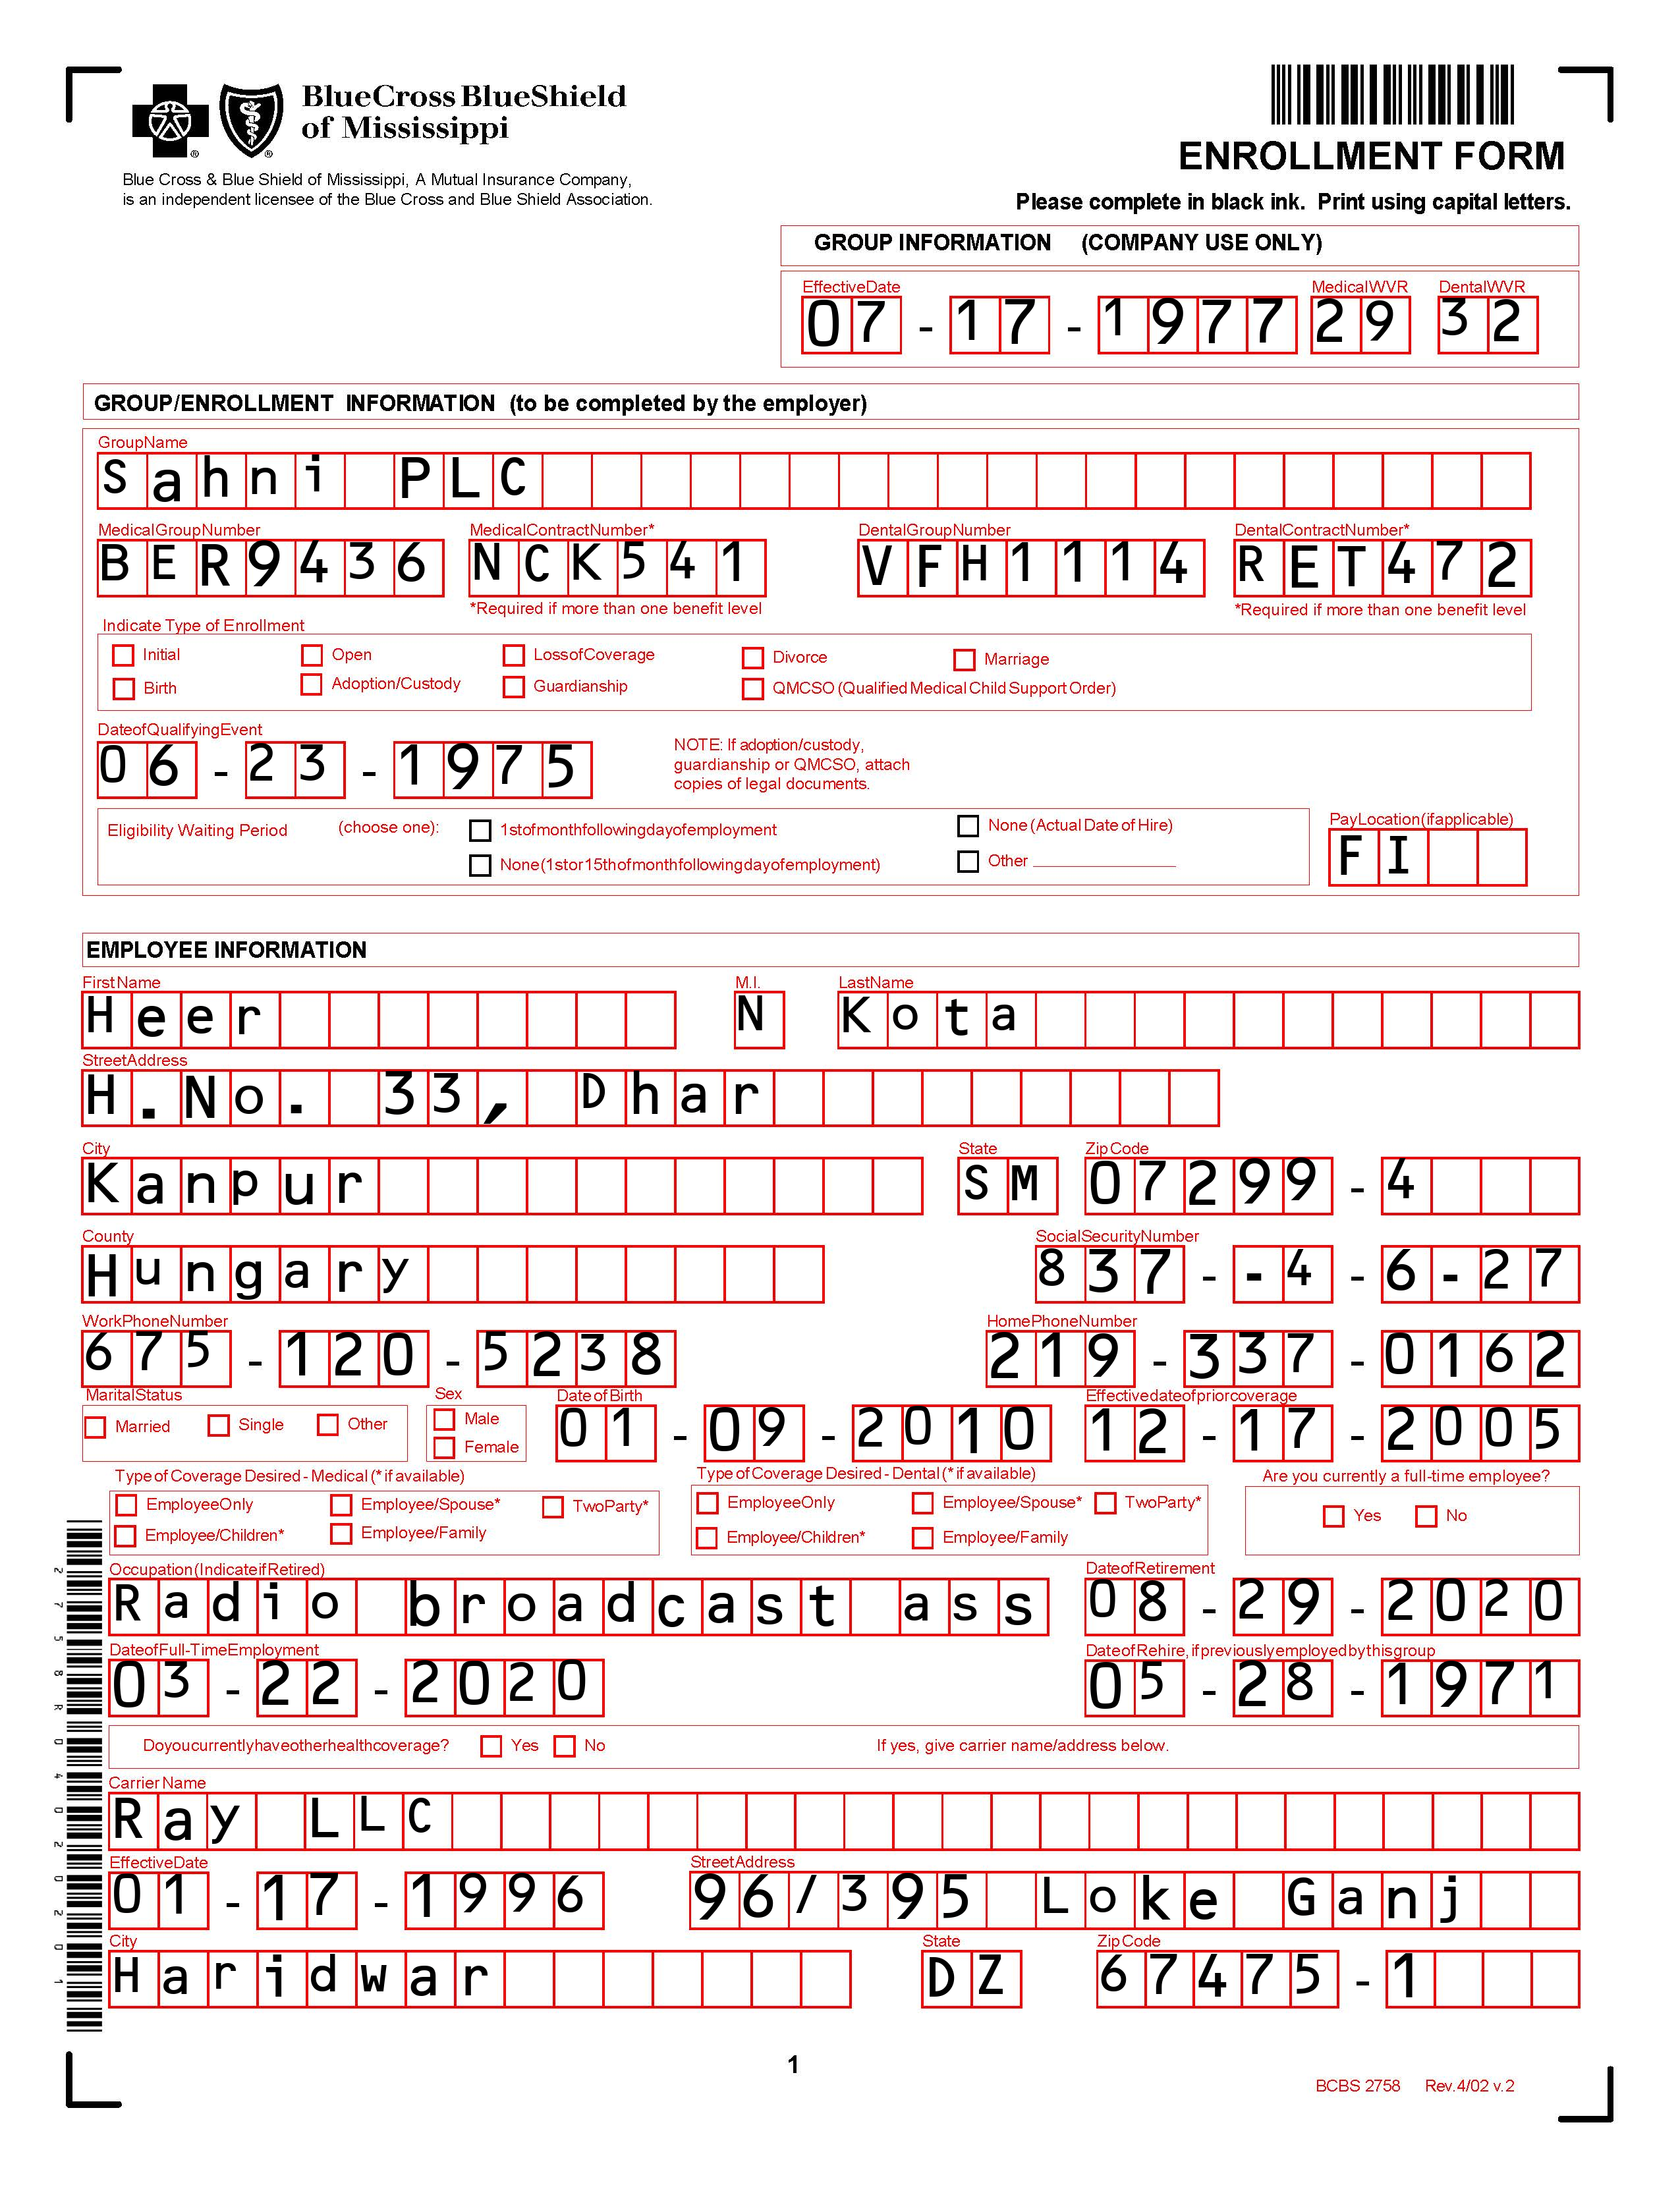 BlueCross BlueShield
of Mississippi
Blue Cross & Blue Shield of Mississippi, A Mutual Insurance Company,
is an independent licensee of the Blue Cross and Blue Shield Association.
ENROLLMENT FORM
Please complete in black ink. Print using capital letters.
GROUP INFORMATION (COMPANY USE ONLY)
EffectiveDate MedicalWVR DentalWVR
07-17-1977 29 32
GROUP/ENROLLMENT INFORMATION (to be completed by the employer)
GroupName
Sahni PLC
MedicalGroupNumber MedicalContractNumber* DentalGroupNumber DentalContractNumber*
BER9436 NCK541 VFH1114 RET472
*Required if more than one benefit level *Required if more than one benefit level
Indicate Type of Enrollment
Initial Open LossofCoverage Divorce Marriage
Birth Adoption/Custody Guardianship QMCSO (Qualified Medical Child Support Order)
DateofQualifyingEvent
06-23-1975
NOTE: If adoption/custody,
guardianship or QMCSO, attach
copies of legal documents.
Eligibility Waiting Period (choose one): 1stofmonthfollowingdayofemployment None (Actual Date of Hire) PayLocation(ifapplicable)
None(1stor15thofmonthfollowingdayofemployment) Other FI
EMPLOYEE INFORMATION
FirstName M.I. LastName
Heer N Kota
StreetAddress
H.No. 33, Dhar
City State Zip Code
Kanpur SM 07299-4
County SocialSecurityNumber
Hungary 837--4-6-27
WorkPhoneNumber HomePhoneNumber
675-120-5238 219-337-0162
MaritalStatus Sex Date of Birth Effectivedateofpriorcoverage
Married Single Other Male Female 01-09-2010 12-17-2005
Type of Coverage Desired - Medical (* if available) Type of Coverage Desired - Dental (* if available) Are you currently a full-time employee?
EmployeeOnly Employee/Spouse* TwoParty* EmployeeOnly Employee/Spouse* TwoParty* Yes No
Employee/Children* Employee/Family Employee/Children* Employee/Family
Occupation(IndicateifRetired) DateofRetirement
Radio broadcast ass 08-29-2020
DateofFull-TimeEmployment DateofRehire,ifpreviouslyemployedbythisgroup
03-22-2020 05-28-1971
Doyoucurrentlyhaveotherhealthcoverage? Yes No If yes, give carrier name/address below.
Carrier Name
Ray LLC
EffectiveDate StreetAddress
01-17-1996 96/395 Loke Ganj
City State Zip Code
Haridwar DZ 67475-1
2758R04022021
1
BCBS 2758 Rev.4/02 v.2